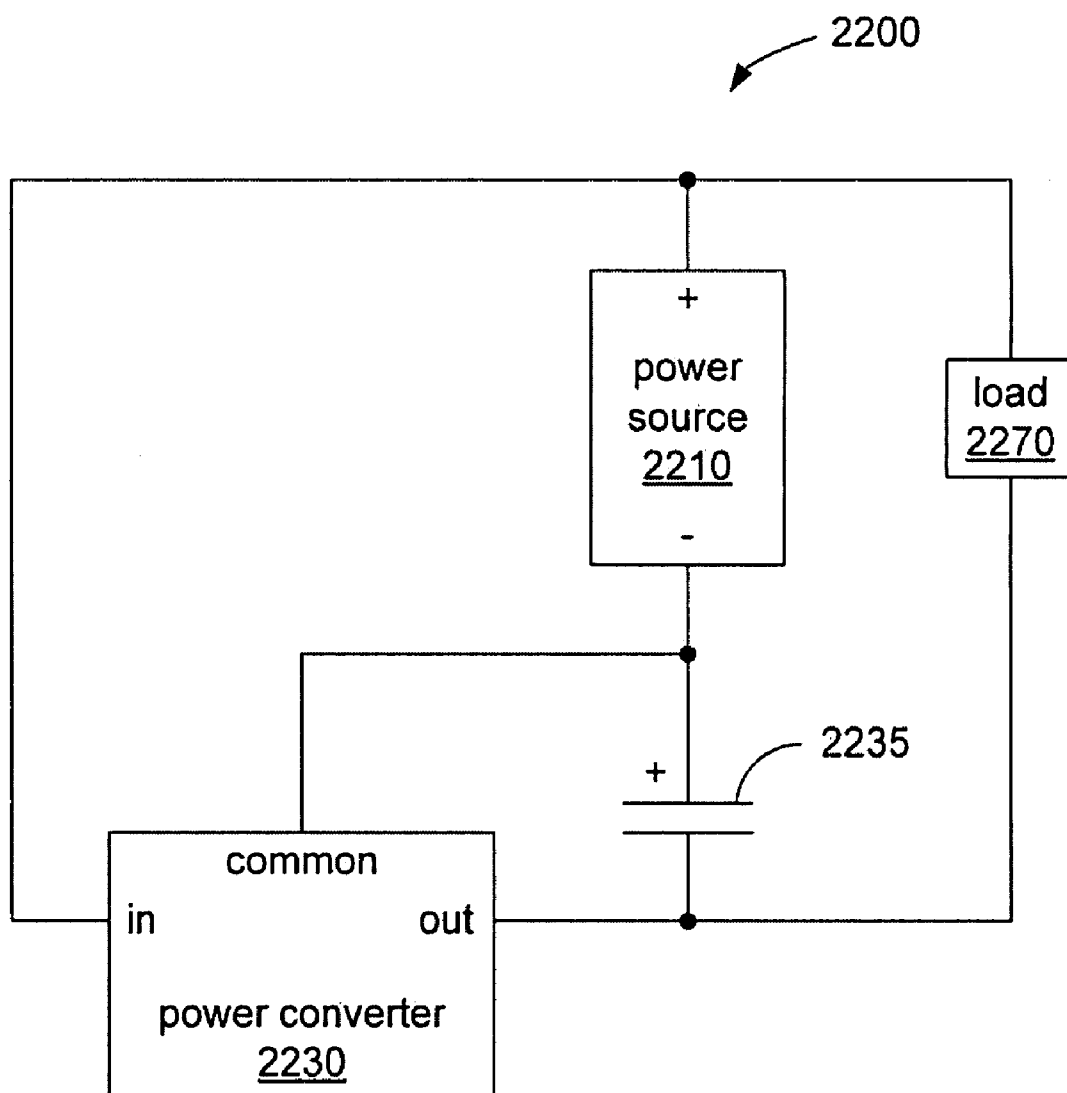 2200
+
power
source
2210
-
load
2270
2235
+
common
in
out
power converter
2230